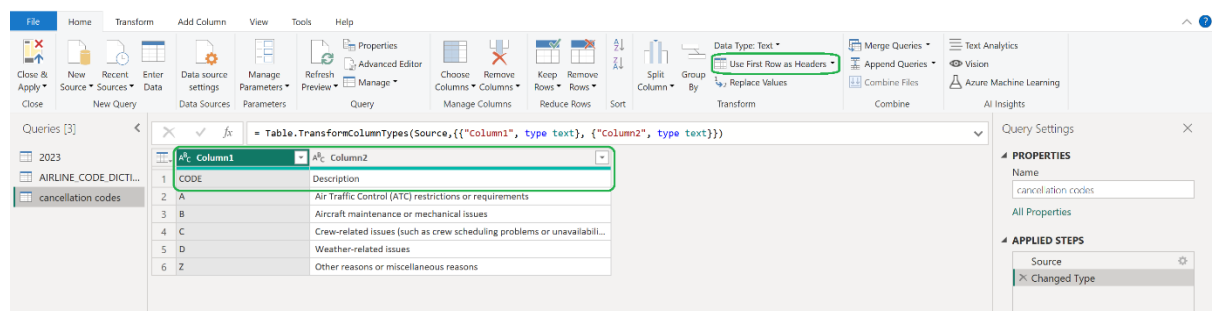 File Home Transform Add Column View Tools Help
Close & Apply
New Source
Recent Sources
Enter Data
Data source settings
Manage Parameters
Refresh Preview
Properties
Advanced Editor
Manage
Choose Columns
Remove Columns
Keep Rows
Remove Rows
Split Column
Group By
Data Type: Text
Use First Row as Headers
Replace Values
Merge Queries
Append Queries
Combine Files
Text Analytics
Vision
Azure Machine Learning
Close New Query Data Sources Parameters Query Manage Columns Reduce Rows Sort Transform Combine AI Insights
Queries [3]
2023
AIRLINE_CODE_DICTI...
cancellation codes
fx = Table.TransformColumnTypes(Source,{{"Column1", type text}, {"Column2", type text}})
ABC Column1 ABC Column2
1 CODE Description
2 A Air Traffic Control (ATC) restrictions or requirements
3 B Aircraft maintenance or mechanical issues
4 C Crew-related issues (such as crew scheduling problems or unavailabili...
5 D Weather-related issues
6 Z Other reasons or miscellaneous reasons
Query Settings
PROPERTIES
Name
cancellation codes
All Properties
APPLIED STEPS
Source
Changed Type